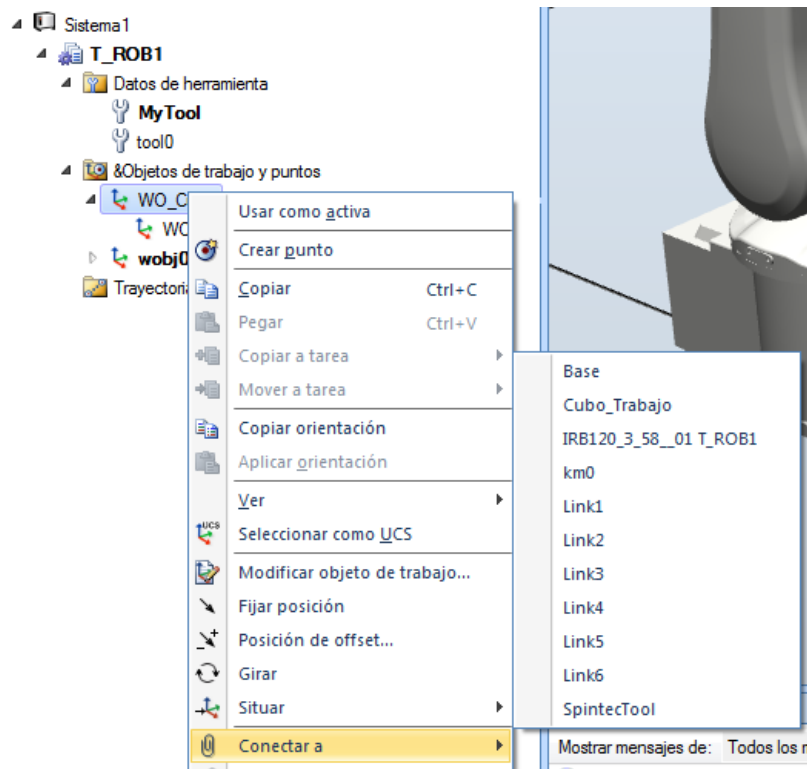 Sistema1
T_ROB1
Datos de herramienta
MyTool
tool0
&Objetos de trabajo y puntos
WO_C
WO
wobj0
Trayectori
Usar como activa
Crear punto
Copiar Ctrl+C
Pegar Ctrl+V
Copiar a tarea
Mover a tarea
Copiar orientación
Aplicar orientación
Ver
UCS Seleccionar como UCS
Modificar objeto de trabajo...
Fijar posición
Posición de offset...
Girar
Situar
Conectar a
Base
Cubo_Trabajo
IRB120_3_58__01 T_ROB1
km0
Link1
Link2
Link3
Link4
Link5
Link6
SpintecTool
Mostrar mensajes de: Todos los